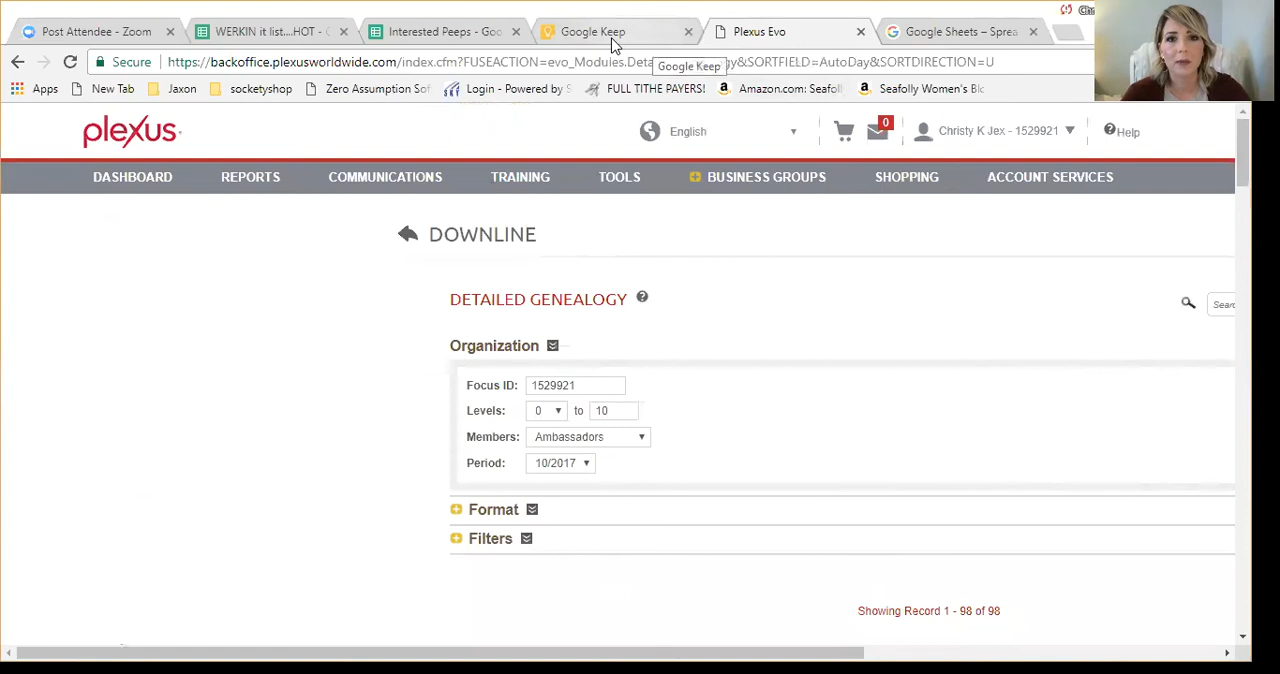 Post Attendee - Zoom
WERKIN it list....HOT - G
Interested Peeps - Goo
Google Keep
Plexus Evo
Google Sheets – Sprea
Secure
https://backoffice.plexusworldwide.com/index.cfm?FUSEACTION=evo_Modules.Deta
gy&SORTFIELD=AutoDay&SORTDIRECTION=U
Google Keep
Apps
New Tab
Jaxon
socketyshop
Zero Assumption Sof
Login - Powered by S
FULL TITHE PAYERS!
Amazon.com: Seafoll
Seafolly Women's Blc
plexus
English
0
Christy K Jex - 1529921
Help
DASHBOARD
REPORTS
COMMUNICATIONS
TRAINING
TOOLS
BUSINESS GROUPS
SHOPPING
ACCOUNT SERVICES
DOWNLINE
DETAILED GENEALOGY
Searc
Organization
Focus ID: 1529921
Levels: 0 to 10
Members: Ambassadors
Period: 10/2017
Format
Filters
Showing Record 1 - 98 of 98